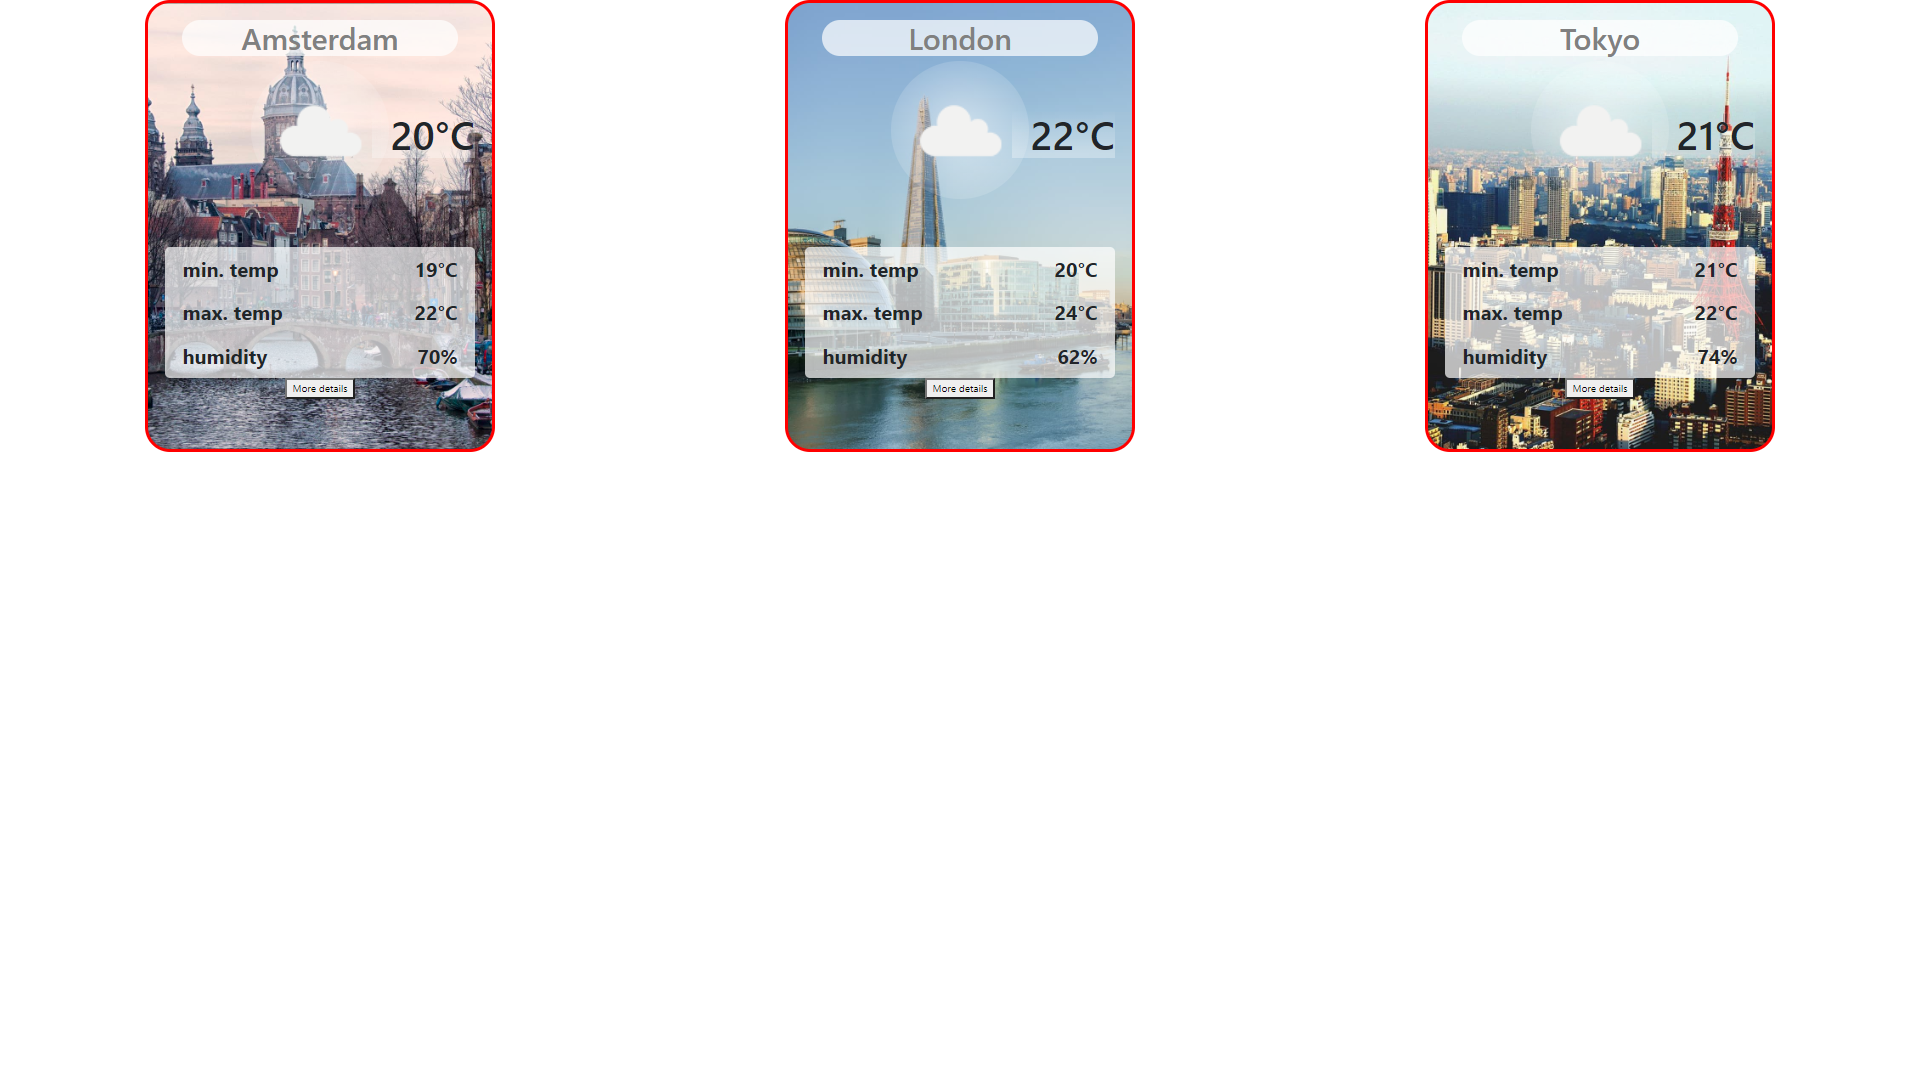 Amsterdam
20°C
min. temp 19°C
max. temp 22°C
humidity 70%
More details
London
22°C
min. temp 20°C
max. temp 24°C
humidity 62%
More details
Tokyo
21°C
min. temp 21°C
max. temp 22°C
humidity 74%
More details